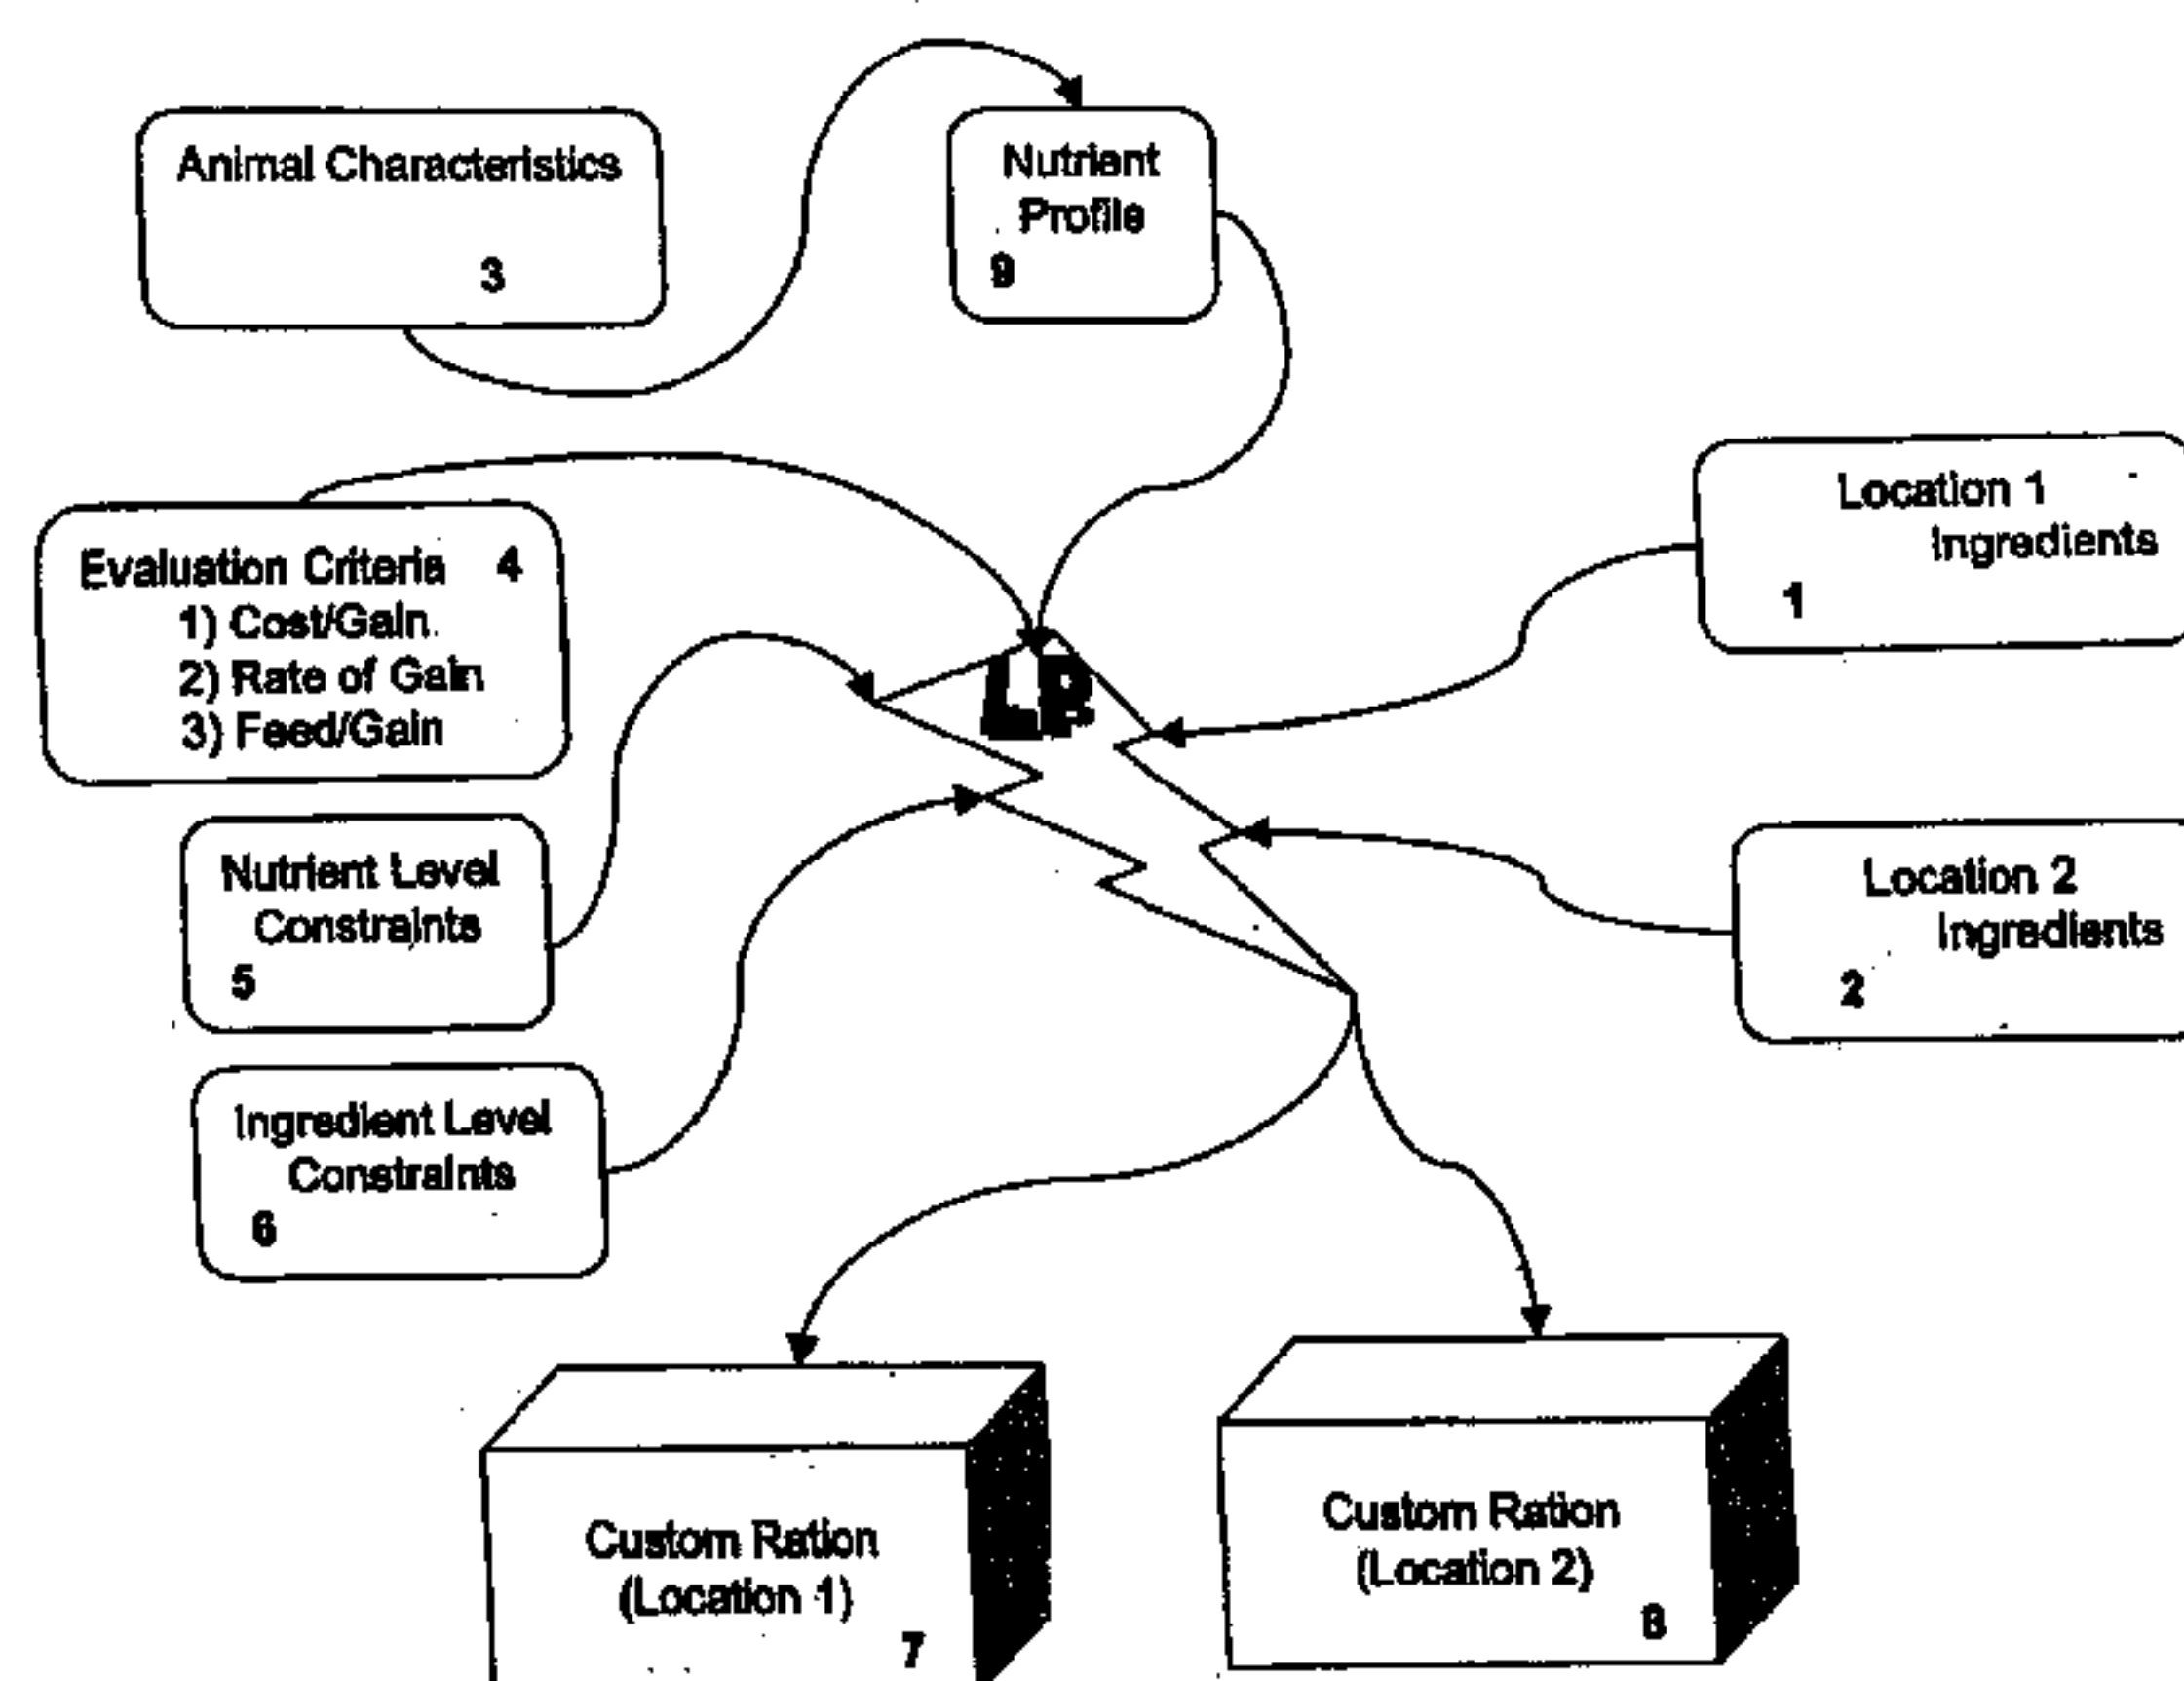 Animal Characteristics
3
Nutrient
Profile
9
Evaluation Criteria 4
1) Cost/Gain
2) Rate of Gain
3) Feed/Gain
Location 1
Ingredients
1
LP
Nutrient Level
Constraints
5
Location 2
Ingredients
2
Ingredient Level
Constraints
6
Custom Ration
(Location 1)
7
Custom Ration
(Location 2)
8